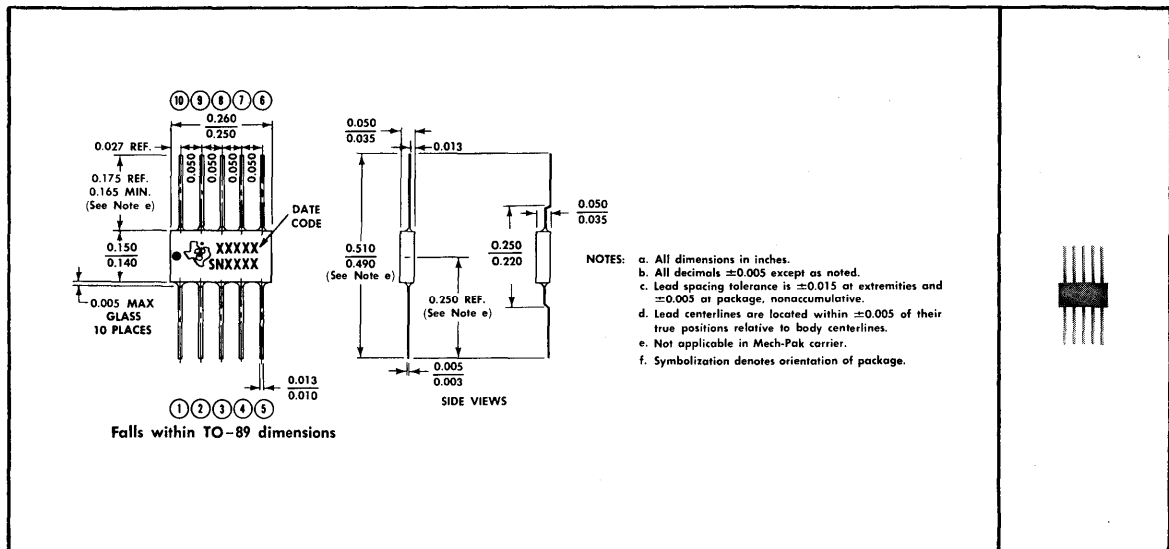 ⑩ ⑨ ⑧ ⑦ ⑥
0.260
0.250
0.027 REF.
0.050 0.050 0.050 0.050
0.175 REF.
0.165 MIN.
(See Note e)
DATE
CODE
0.150
0.140
XXXXX
SNXXXX
0.005 MAX
GLASS
10 PLACES
0.013
0.010
① ② ③ ④ ⑤
Falls within TO-89 dimensions
0.050
0.035
0.013
0.510
0.490
(See Note e)
0.250 REF.
(See Note e)
0.005
0.003
0.250
0.220
0.050
0.035
SIDE VIEWS
NOTES: a. All dimensions in inches.
b. All decimals ±0.005 except as noted.
c. Lead spacing tolerance is ±0.015 at extremities and
±0.005 at package, nonaccumulative.
d. Lead centerlines are located within ±0.005 of their
true positions relative to body centerlines.
e. Not applicable in Mech-Pak carrier.
f. Symbolization denotes orientation of package.